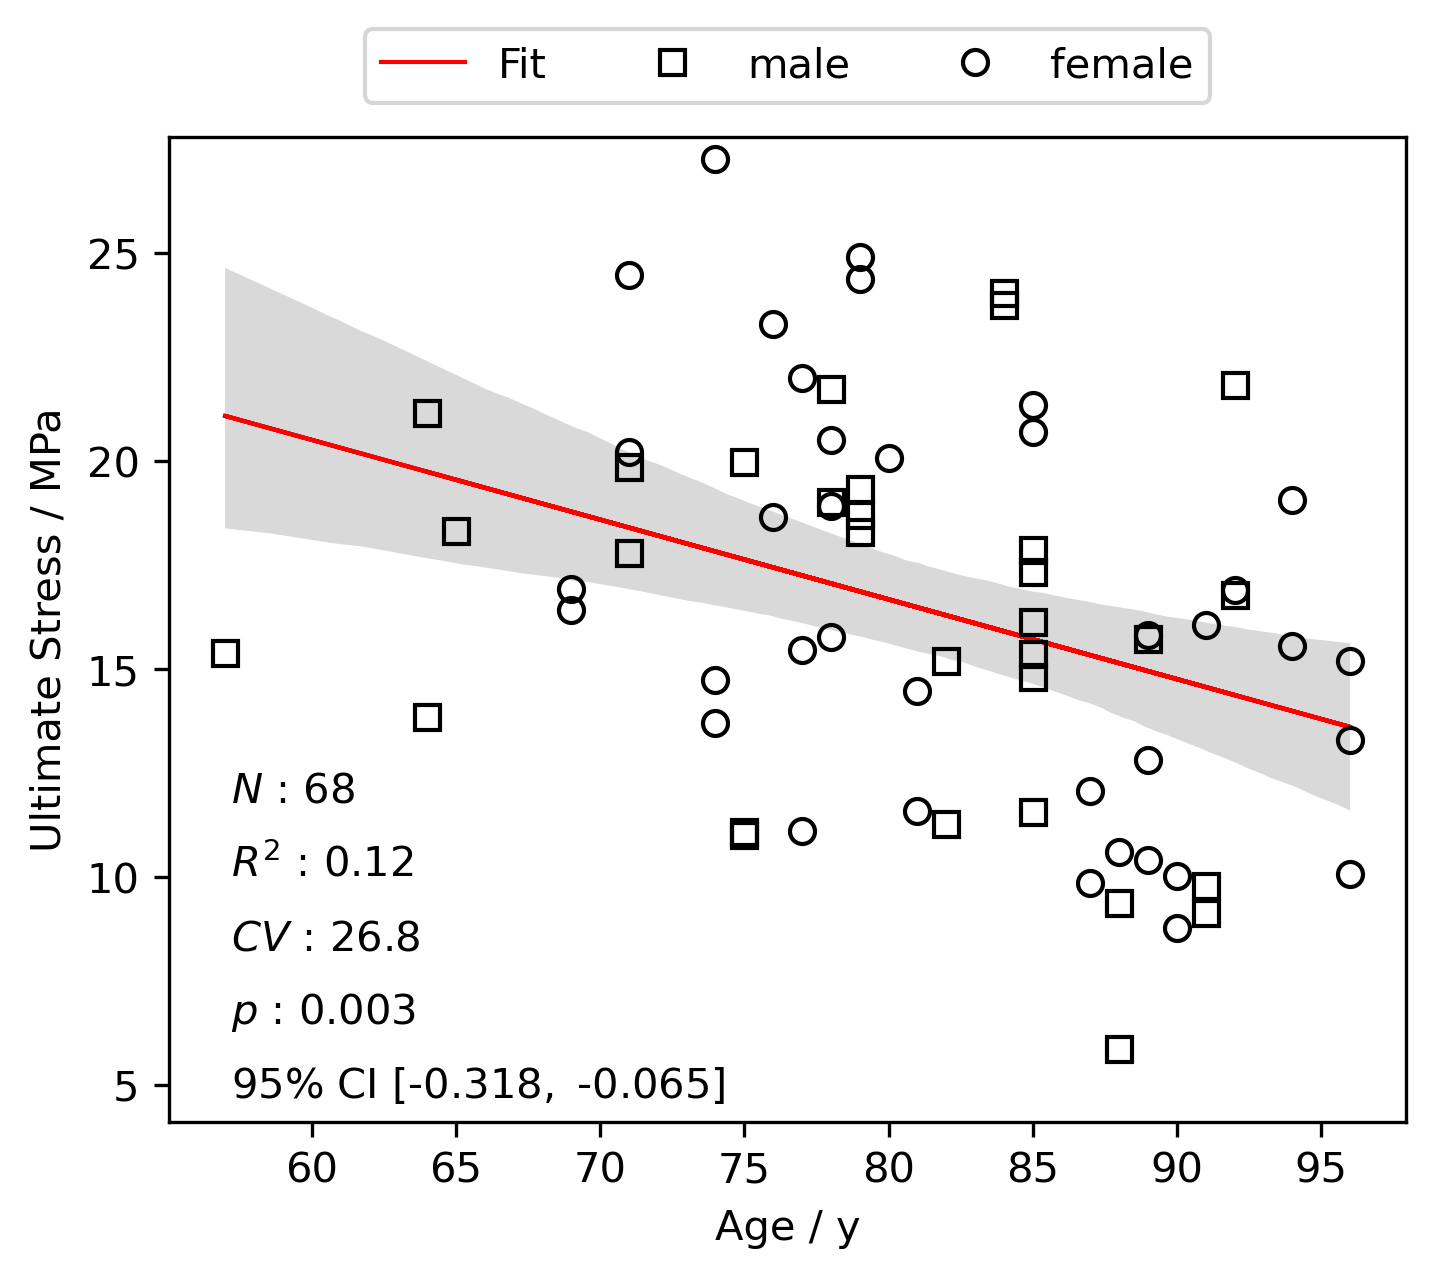 Fit male female
25
20
15
10
5
Ultimate Stress / MPa
N : 68
R² : 0.12
CV : 26.8
p : 0.003
95% CI [-0.318, -0.065]
60 65 70 75 80 85 90 95
Age / y